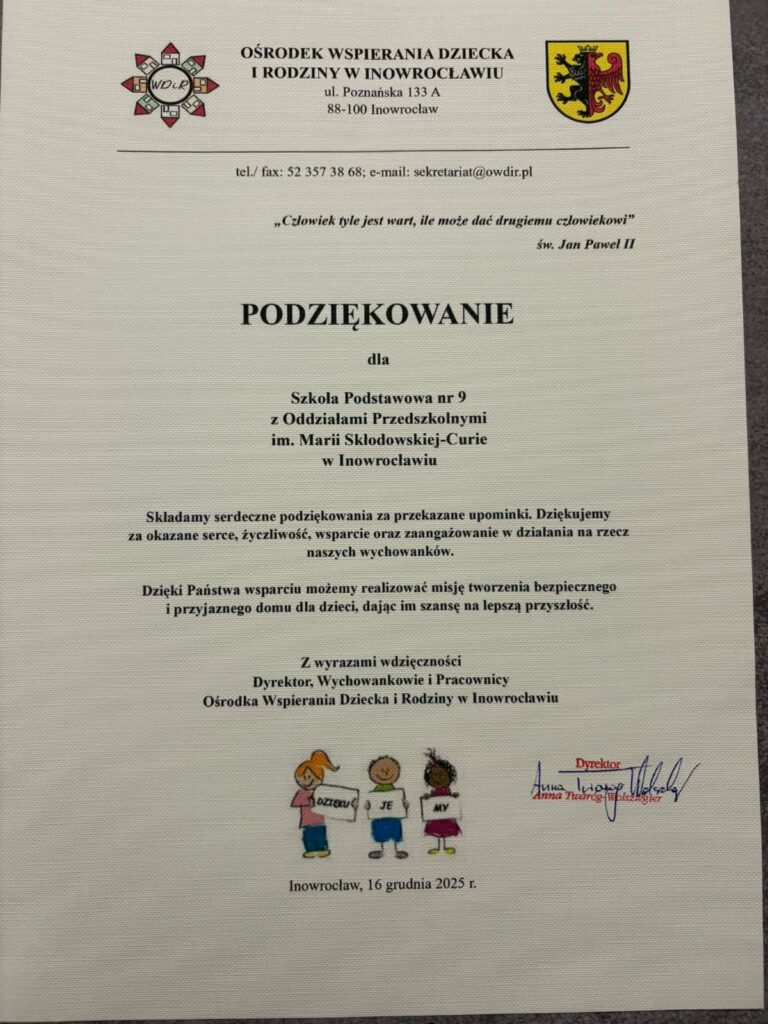 WDiR
OŚRODEK WSPIERANIA DZIECKA
I RODZINY W INOWROCŁAWIU
ul. Poznańska 133 A
88-100 Inowrocław
tel./ fax: 52 357 38 68; e-mail: sekretariat@owdir.pl
„Człowiek tyle jest wart, ile może dać drugiemu człowiekowi”
św. Jan Paweł II
PODZIĘKOWANIE
dla
Szkoła Podstawowa nr 9
z Oddziałami Przedszkolnymi
im. Marii Skłodowskiej-Curie
w Inowrocławiu
Składamy serdeczne podziękowania za przekazane upominki. Dziękujemy
za okazane serce, życzliwość, wsparcie oraz zaangażowanie w działania na rzecz
naszych wychowanków.
Dzięki Państwa wsparciu możemy realizować misję tworzenia bezpiecznego
i przyjaznego domu dla dzieci, dając im szansę na lepszą przyszłość.
Z wyrazami wdzięczności
Dyrektor, Wychowankowie i Pracownicy
Ośrodka Wspierania Dziecka i Rodziny w Inowrocławiu
DZIĘKU JE MY
Dyrektor
Anna Twaróg-Wolszlegier
Inowrocław, 16 grudnia 2025 r.